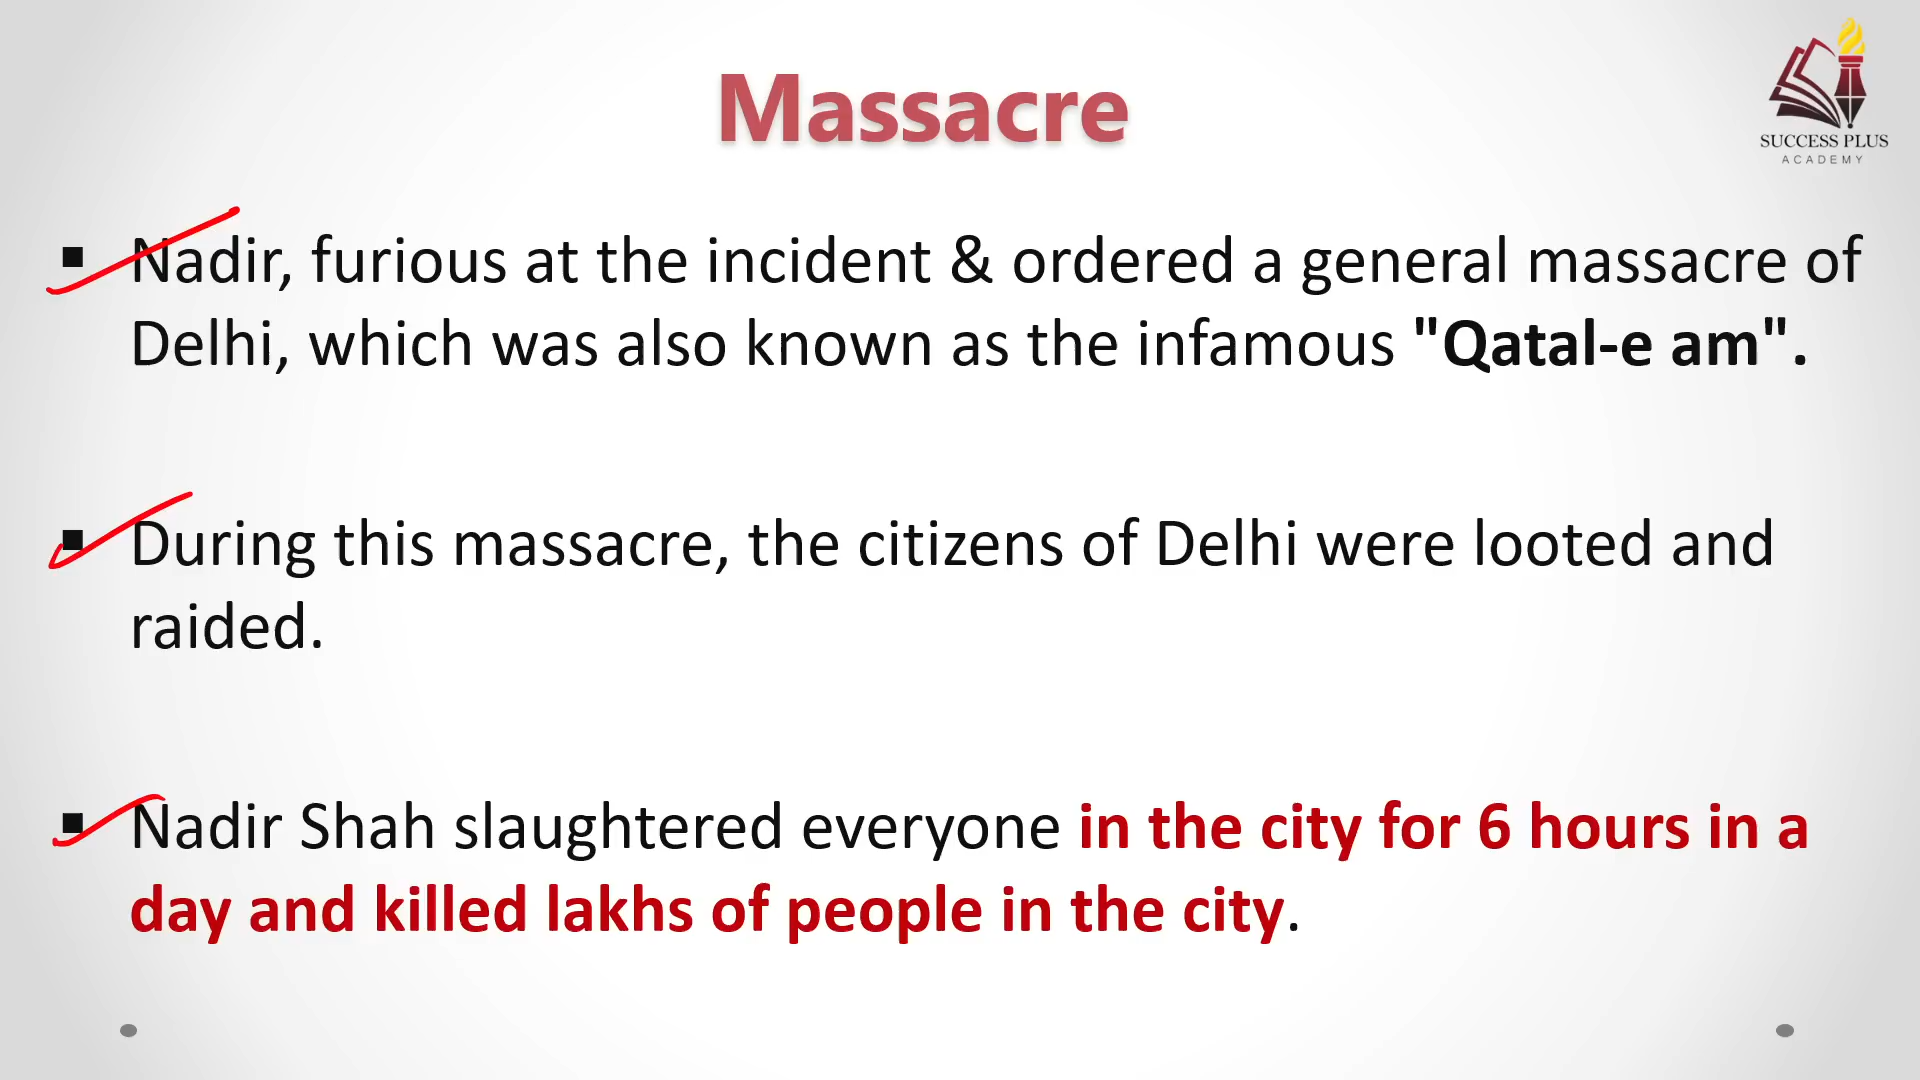 Massacre
SUCCESS PLUS
ACADEMY
Nadir, furious at the incident & ordered a general massacre of
Delhi, which was also known as the infamous "Qatal-e am".
During this massacre, the citizens of Delhi were looted and
raided.
Nadir Shah slaughtered everyone in the city for 6 hours in a
day and killed lakhs of people in the city.